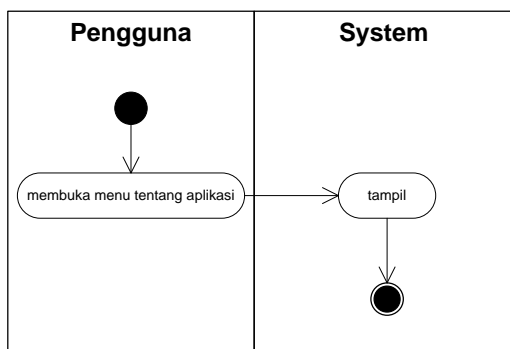 Pengguna
System
membuka menu tentang aplikasi
tampil